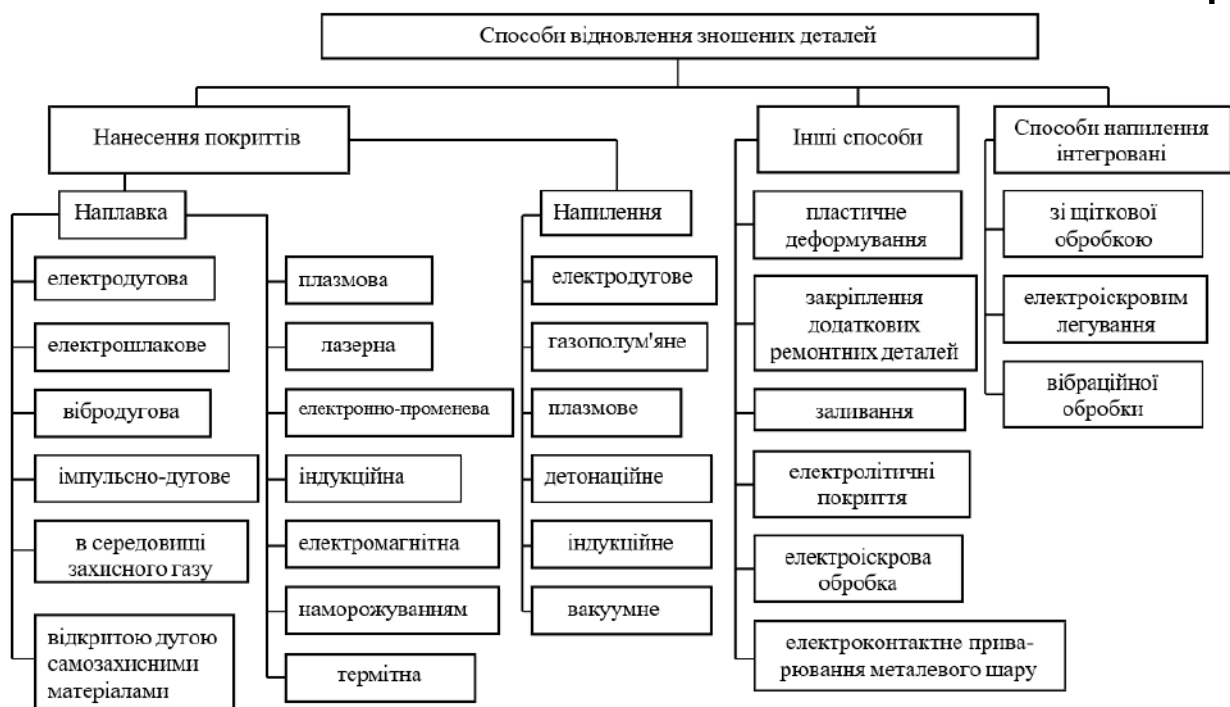 Способи відновлення зношених деталей
Нанесення покриттів
Інші способи
Способи напилення
інтегровані
Наплавка
Напилення
електродугова
електрошлакове
вібродугова
імпульсно-дугове
в середовищі
захисного газу
відкритою дугою
самозахисними
матеріалами
плазмова
лазерна
електронно-променева
індукційна
електромагнітна
наморожуванням
термітна
електродугове
газополум'яне
плазмове
детонаційне
індукційне
вакуумне
пластичне
деформування
закріплення
додаткових
ремонтних деталей
заливання
електролітичні
покриття
електроіскрова
обробка
електроконтактне прива-
рювання металевого шару
зі щіткової
обробкою
електроіскровим
легування
вібраційної
обробки